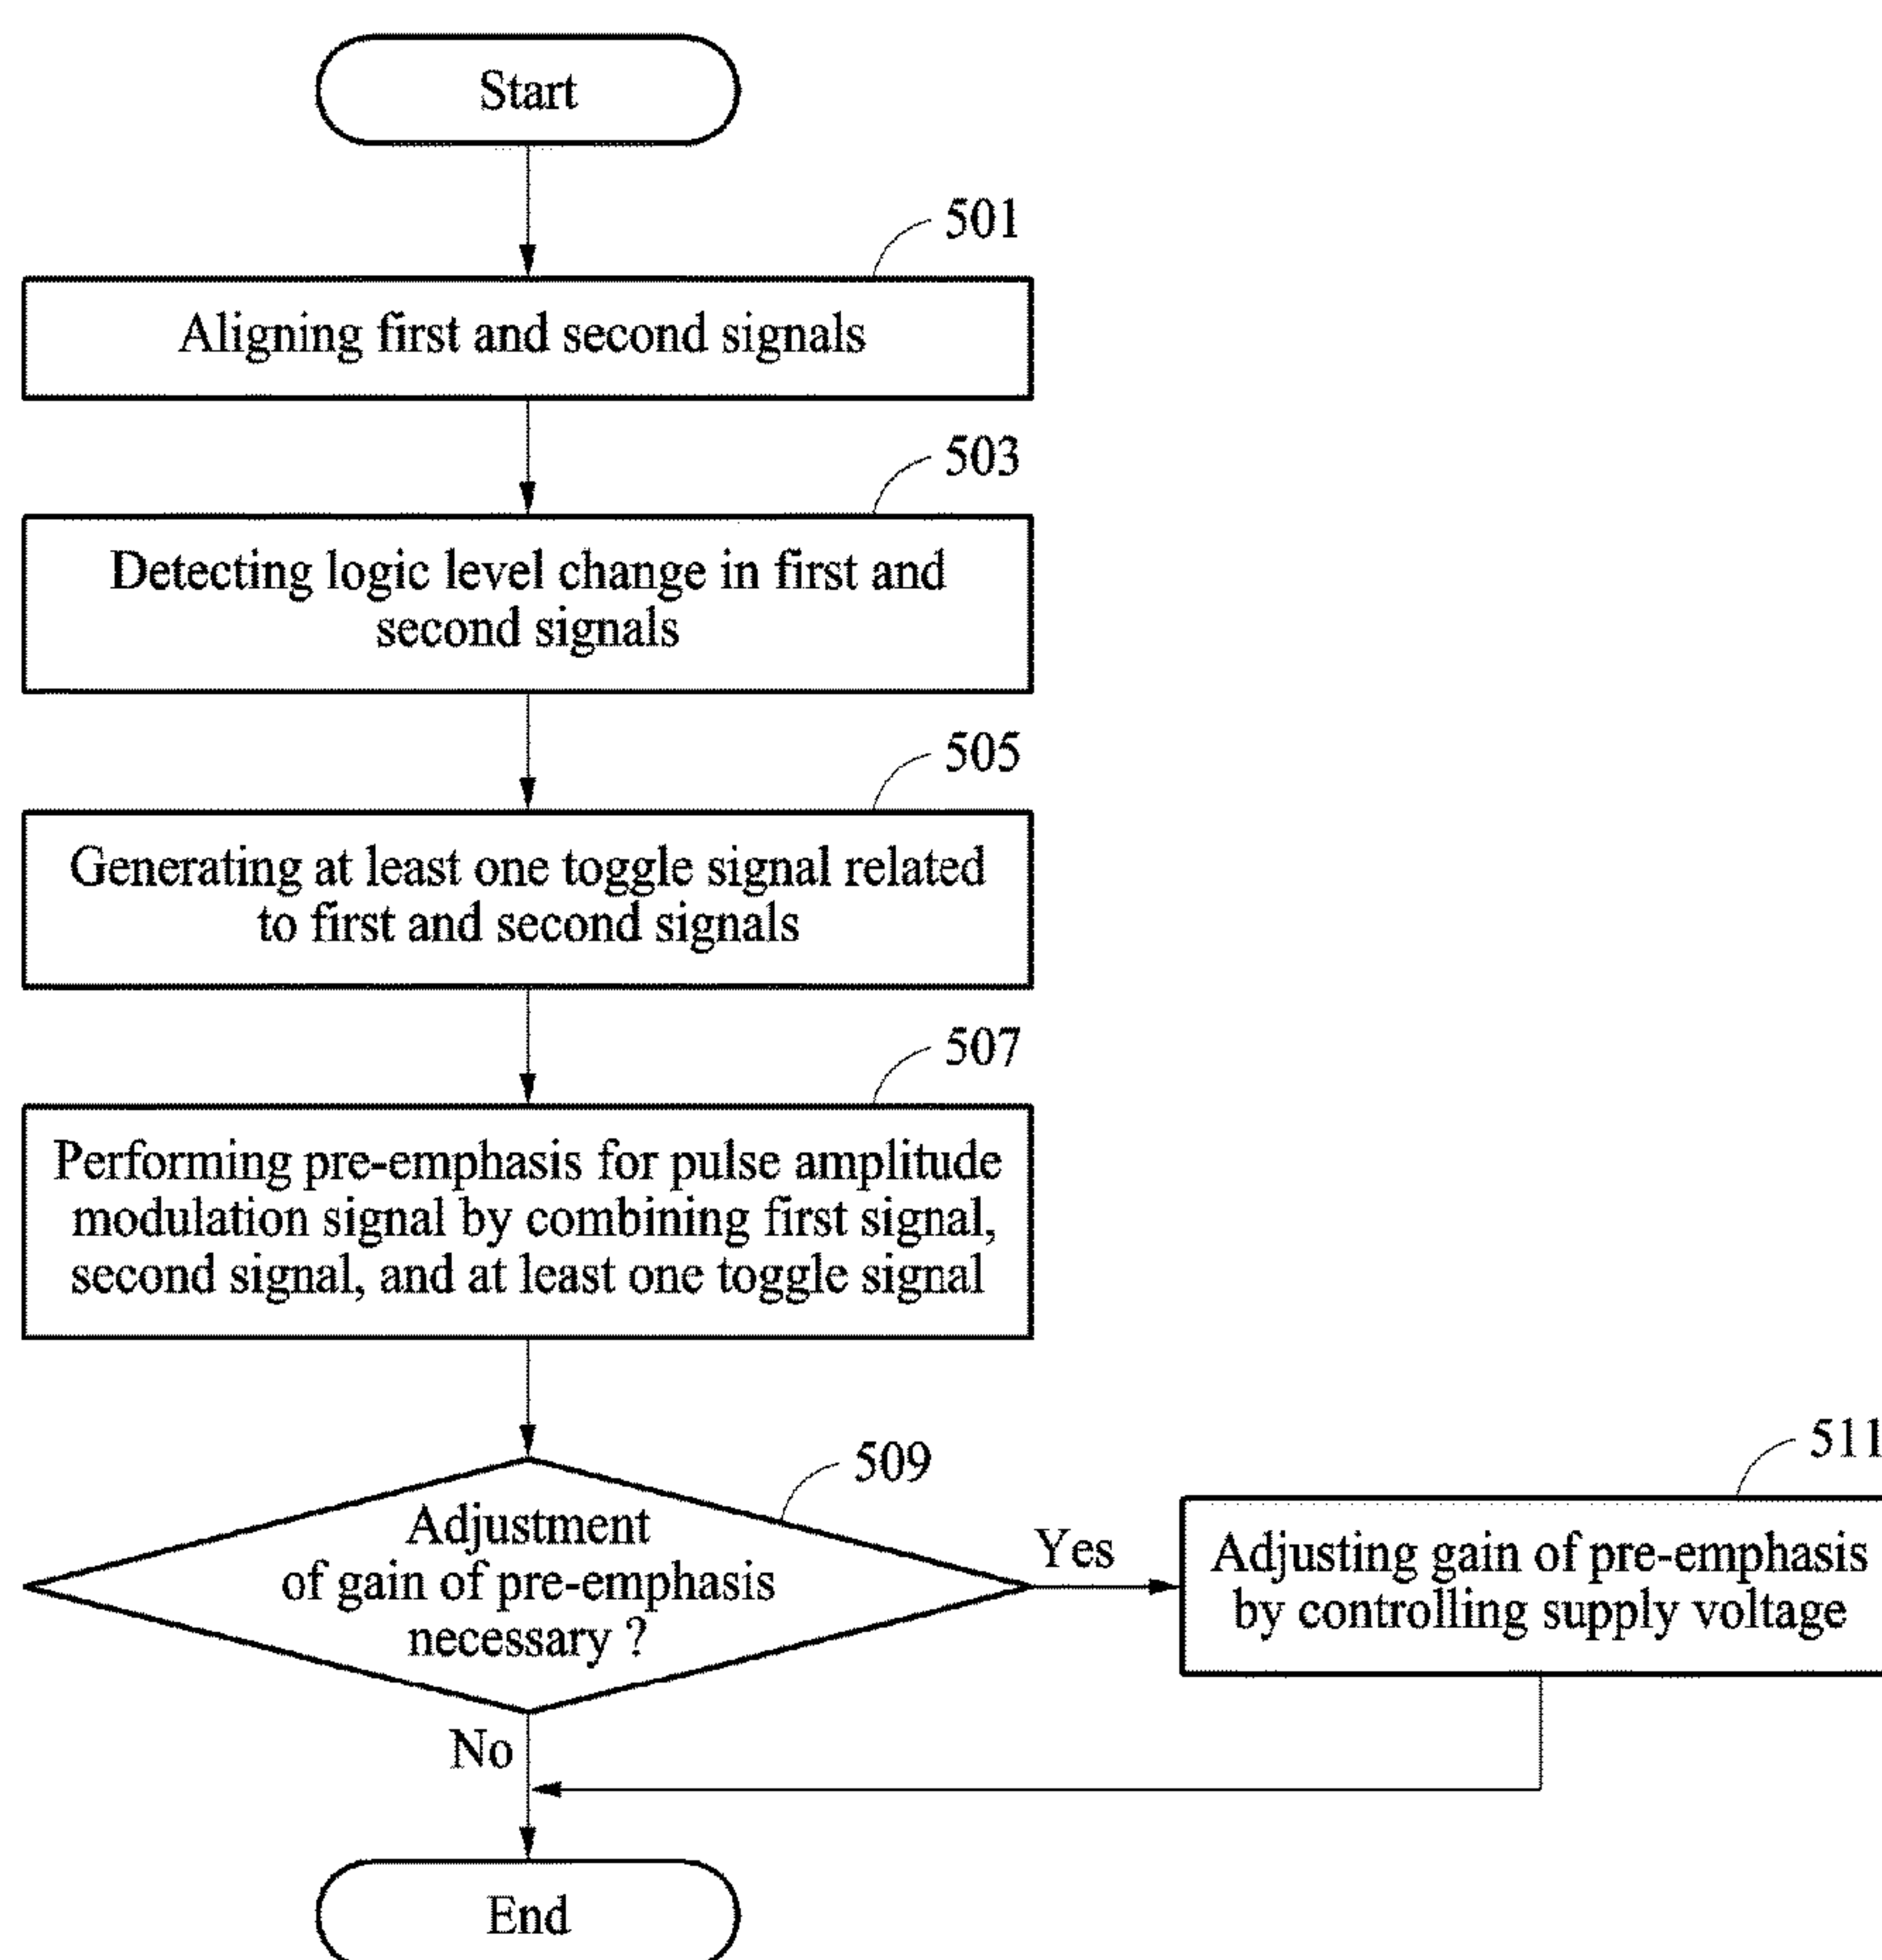 Start
501
Aligning first and second signals
503
Detecting logic level change in first and
second signals
505
Generating at least one toggle signal related
to first and second signals
507
Performing pre-emphasis for pulse amplitude
modulation signal by combining first signal,
second signal, and at least one toggle signal
509
Adjustment
of gain of pre-emphasis
necessary ?
Yes
511
Adjusting gain of pre-emphasis
by controlling supply voltage
No
End